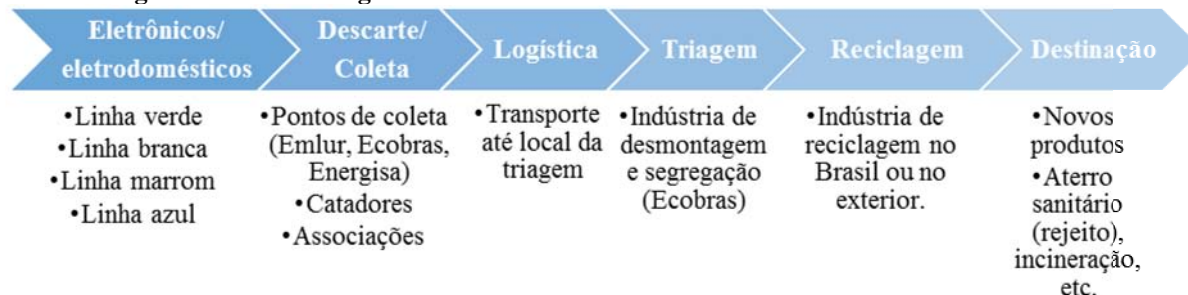 Eletrônicos/
eletrodomésticos
•Linha verde
•Linha branca
•Linha marrom
•Linha azul
Descarte/
Coleta
•Pontos de coleta
(Emlur, Ecobras,
Energisa)
•Catadores
•Associações
Logística
•Transporte
até local da
triagem
Triagem
•Indústria de
desmontagem
e segregação
(Ecobras)
Reciclagem
•Indústria de
reciclagem no
Brasil ou no
exterior.
Destinação
•Novos
produtos
•Aterro
sanitário
(rejeito),
incineração,
etc.